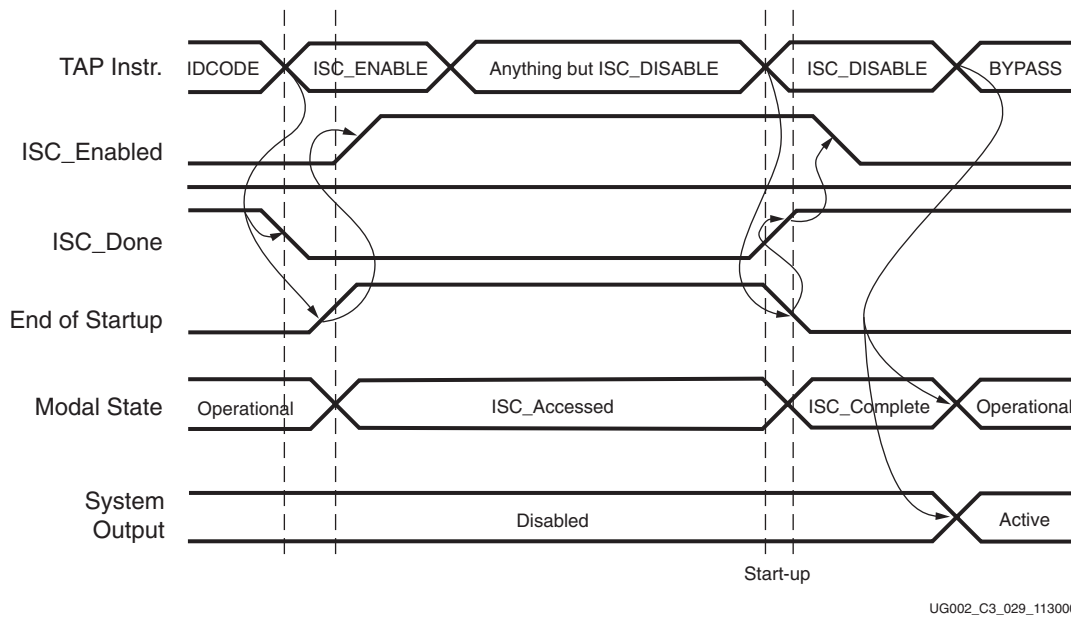 TAP Instr.
IDCODE
ISC_ENABLE
Anything but ISC_DISABLE
ISC_DISABLE
BYPASS
ISC_Enabled
ISC_Done
End of Startup
Modal State
Operational
ISC_Accessed
ISC_Complete
Operational
System
Output
Disabled
Active
Start-up
UG002_C3_029_113000